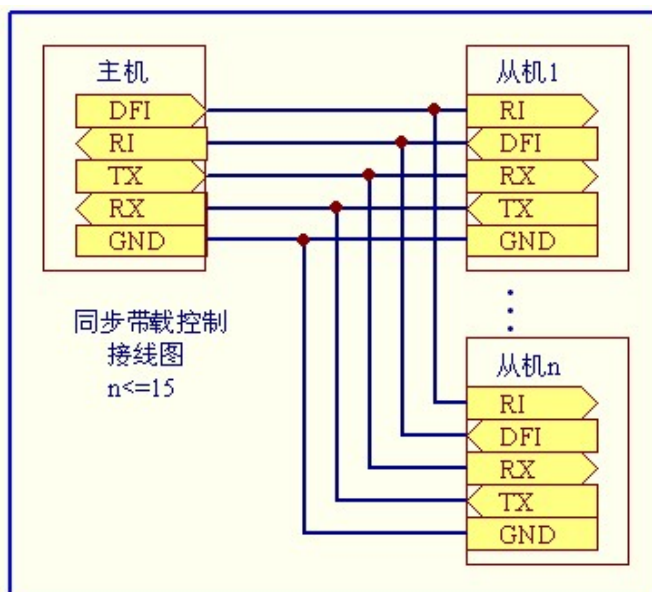 主机
DFI
RI
TX
RX
GND
从机1
RI
DFI
RX
TX
GND
同步带载控制
接线图
n<=15
从机n
RI
DFI
RX
TX
GND